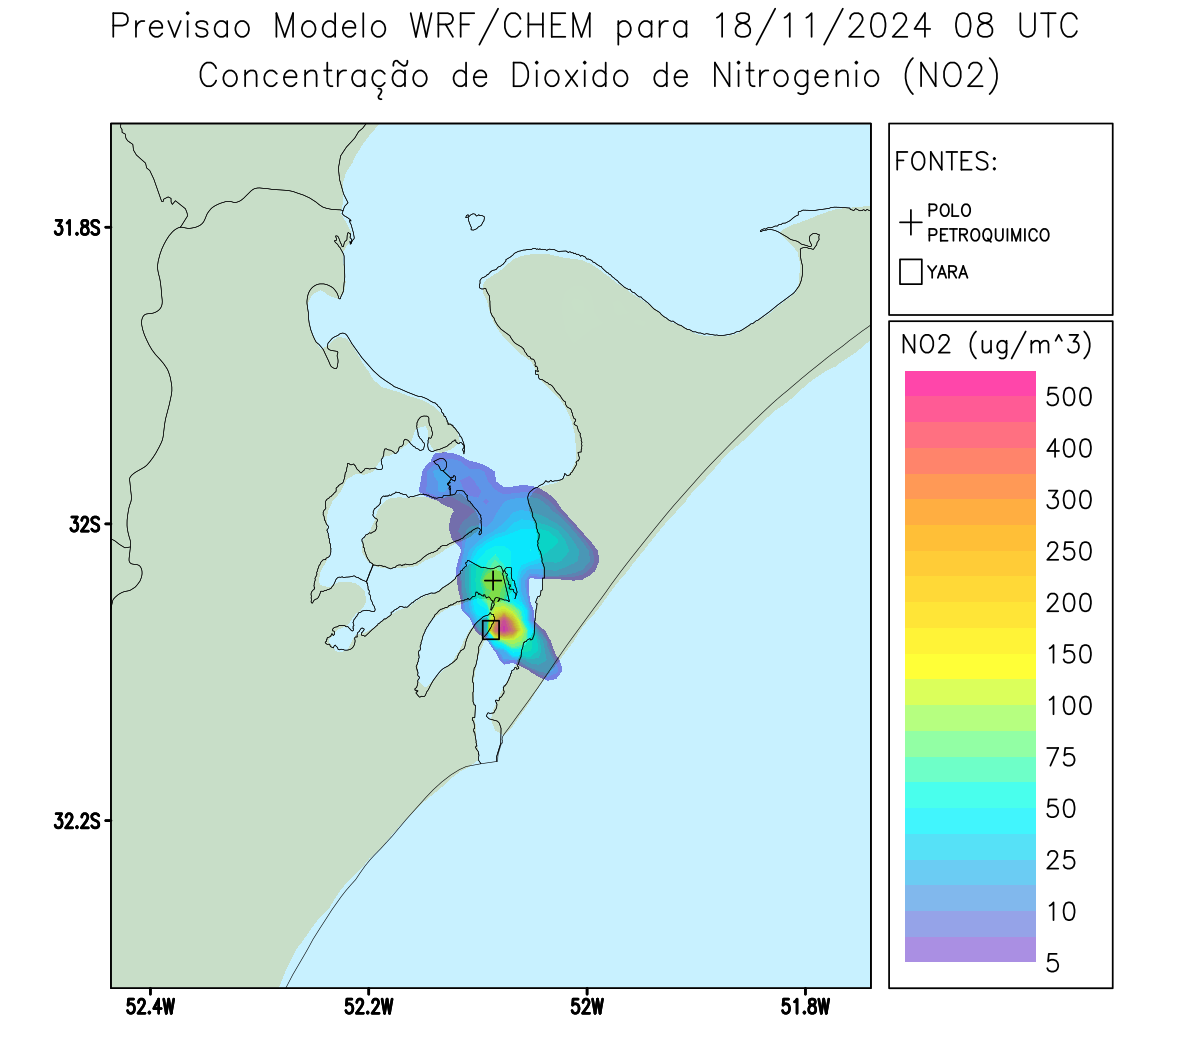 Previsao Modelo WRF/CHEM para 18/11/2024 08 UTC
Concentração de Dioxido de Nitrogenio (NO2)
FONTES:
POLO
PETROQUIMICO
YARA
NO2 (ug/m^3)
500
400
300
250
200
150
100
75
50
25
10
5
31.8S
32S
32.2S
52.4W
52.2W
52W
51.8W